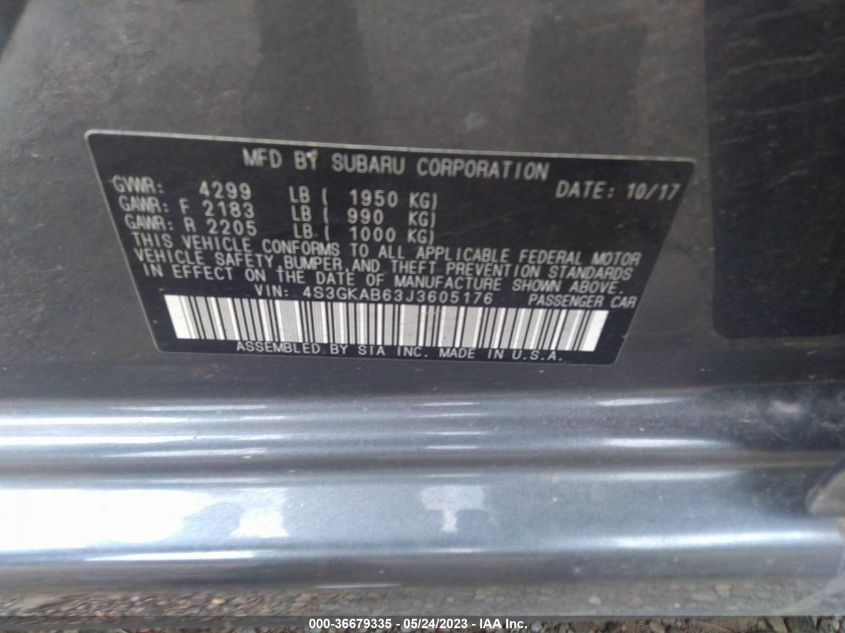 MFD BY SUBARU CORPORATION
GVWR: 4299 LB ( 1950 KG) DATE: 10/17
GAWR: F 2183 LB ( 990 KG)
GAWR: R 2205 LB ( 1000 KG)
THIS VEHICLE CONFORMS TO ALL APPLICABLE FEDERAL MOTOR
VEHICLE SAFETY, BUMPER, AND THEFT PREVENTION STANDARDS
IN EFFECT ON THE DATE OF MANUFACTURE SHOWN ABOVE.
VIN: 4S3GKAB63J3605176 PASSENGER CAR
ASSEMBLED BY SIA INC. MADE IN U.S.A.
000-36679335 - 05/24/2023 - IAA Inc.